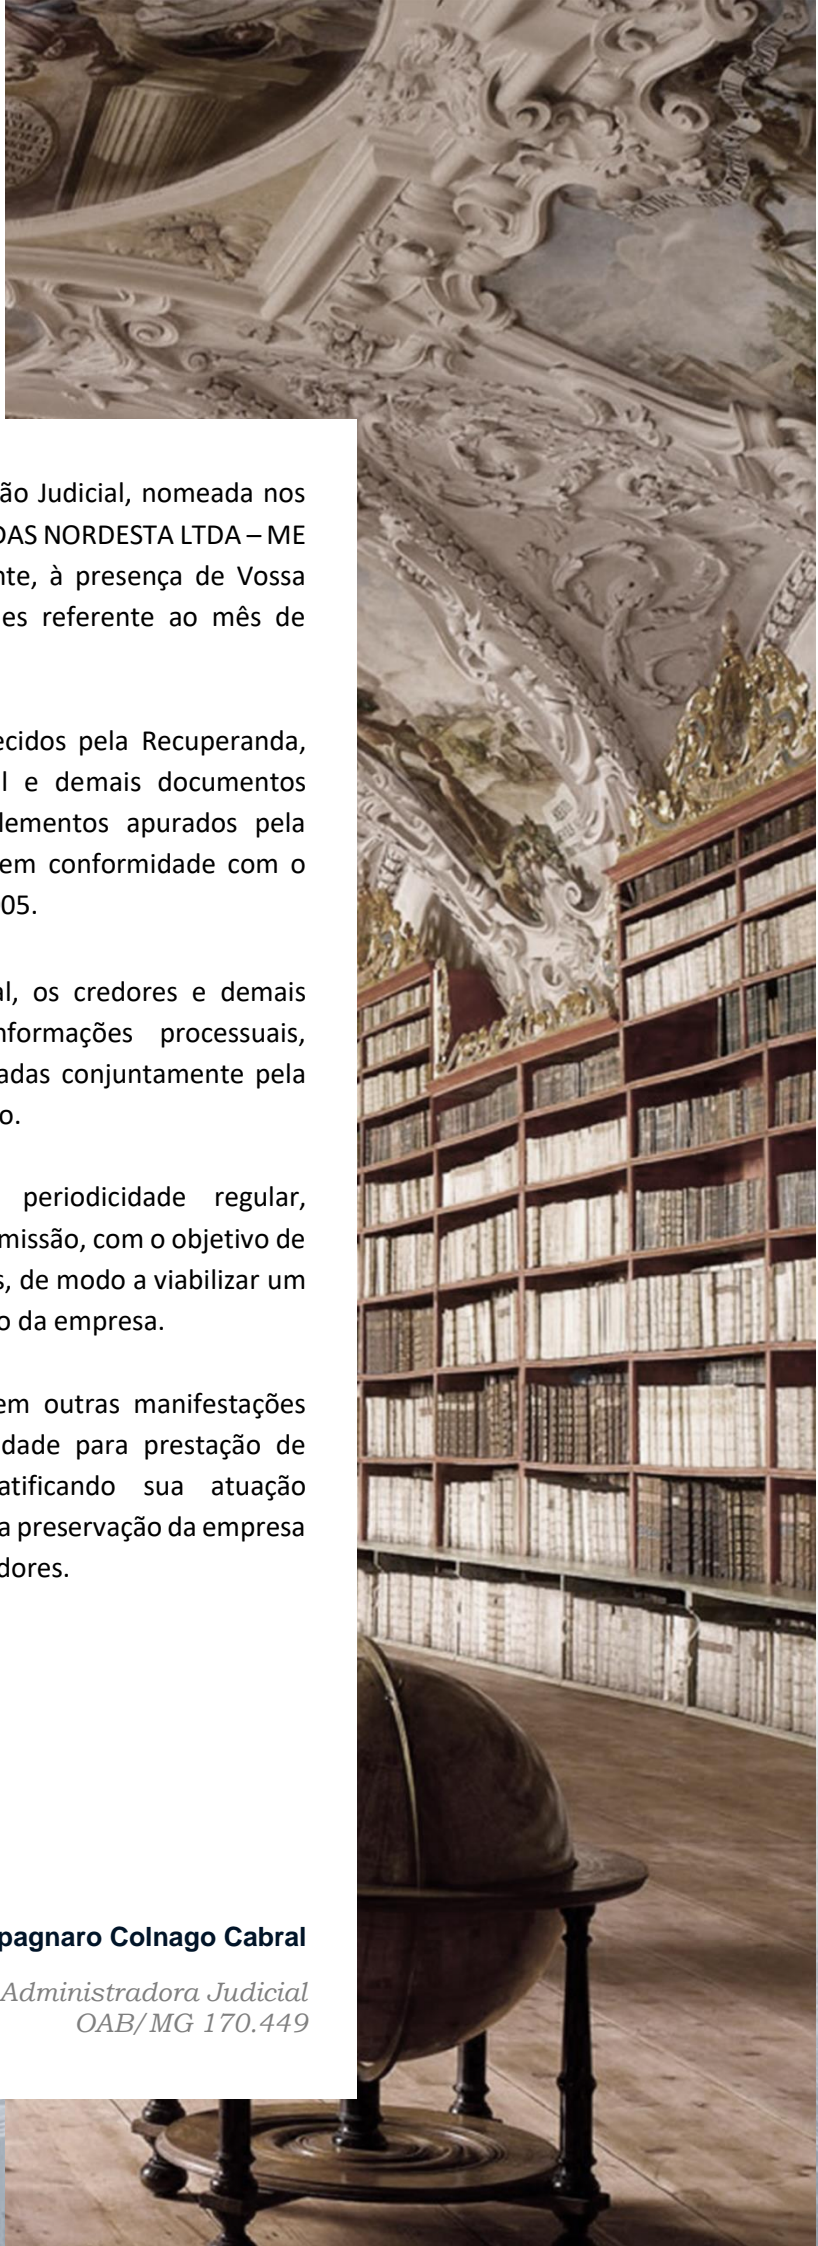 ão Judicial, nomeada nos
DAS NORDESTA LTDA – ME
nte, à presença de Vossa
es referente ao mês de
ecidos pela Recuperanda,
l e demais documentos
lementos apurados pela
em conformidade com o
05.
al, os credores e demais
nformações processuais,
adas conjuntamente pela
o.
periodicidade regular,
missão, com o objetivo de
s, de modo a viabilizar um
o da empresa.
em outras manifestações
idade para prestação de
atificando sua atuação
a preservação da empresa
dores.
pagnaro Colnago Cabral
Administradora Judicial
OAB/MG 170.449